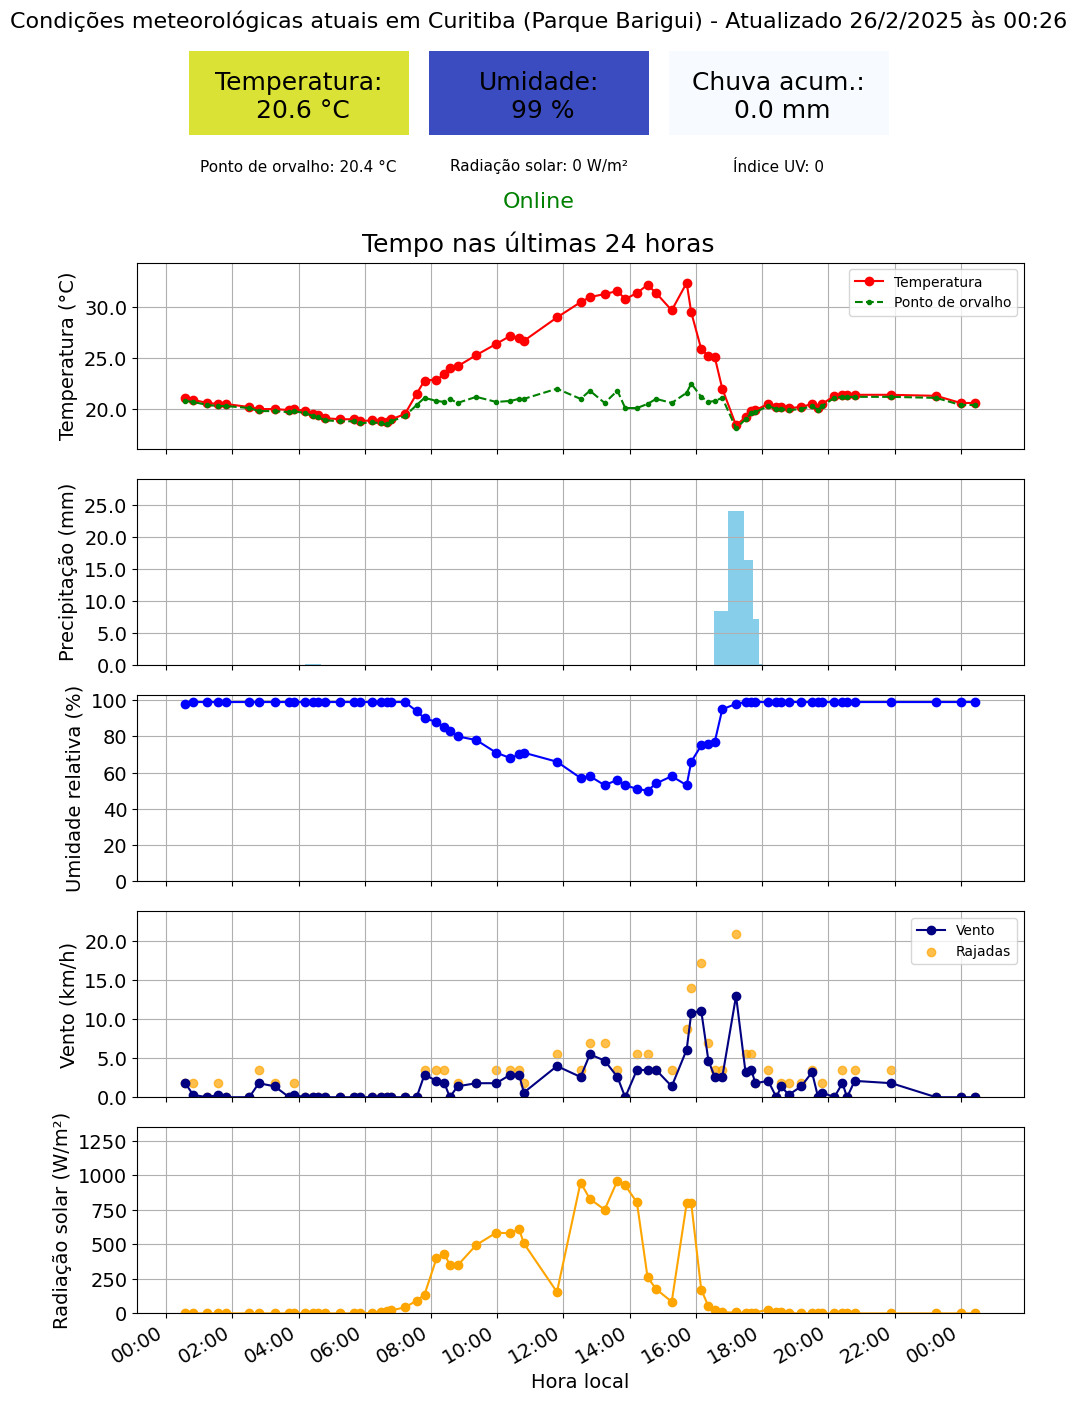 Condições meteorológicas atuais em Curitiba (Parque Barigui) - Atualizado 26/2/2025 às 00:26
Temperatura:
20.6 °C
Umidade:
99 %
Chuva acum.:
0.0 mm
Ponto de orvalho: 20.4 °C
Radiação solar: 0 W/m²
Índice UV: 0
Online
Tempo nas últimas 24 horas
Temperatura (°C)
30.0
25.0
20.0
Temperatura
Ponto de orvalho
Precipitação (mm)
25.0
20.0
15.0
10.0
5.0
0.0
Umidade relativa (%)
100
80
60
40
20
0
Vento (km/h)
20.0
15.0
10.0
5.0
0.0
Vento
Rajadas
Radiação solar (W/m²)
1250
1000
750
500
250
0
00:00 02:00 04:00 06:00 08:00 10:00 12:00 14:00 16:00 18:00 20:00 22:00 00:00
Hora local